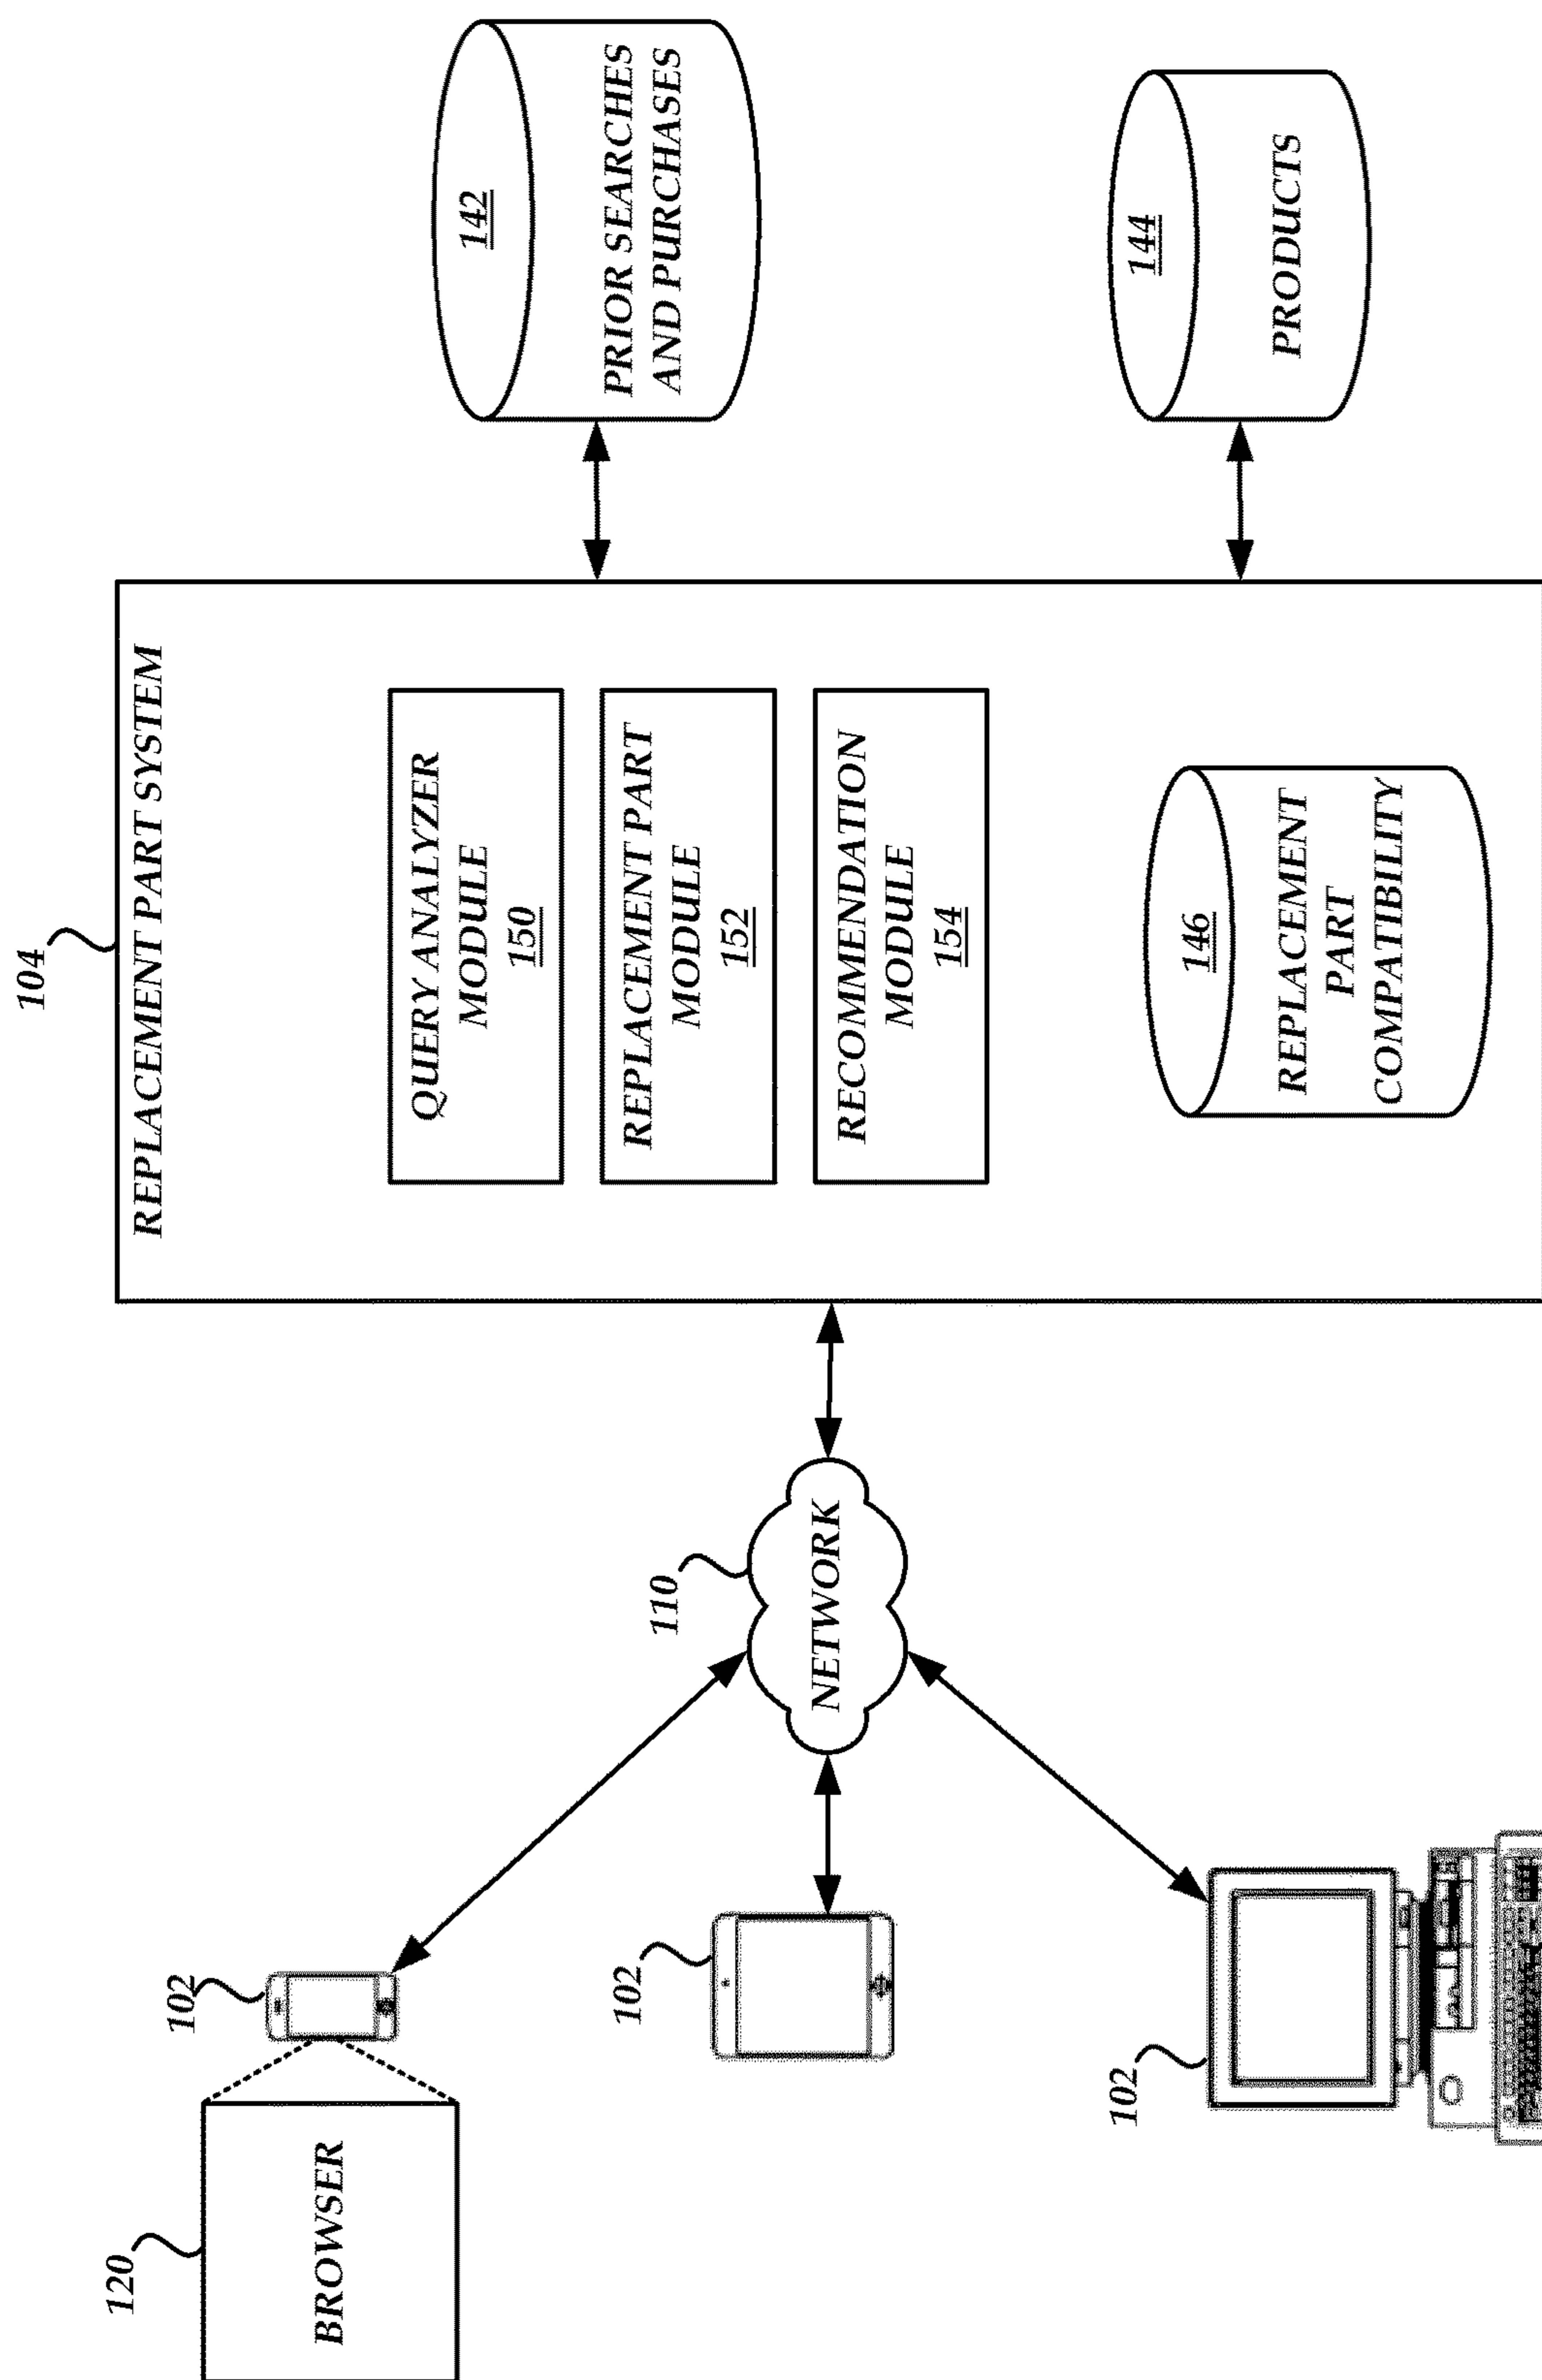 120
BROWSER
102
102
102
110
NETWORK
104
REPLACEMENT PART SYSTEM
QUERY ANALYZER
MODULE
150
REPLACEMENT PART
MODULE
152
RECOMMENDATION
MODULE
154
146
REPLACEMENT
PART
COMPATIBILITY
142
PRIOR SEARCHES
AND PURCHASES
144
PRODUCTS